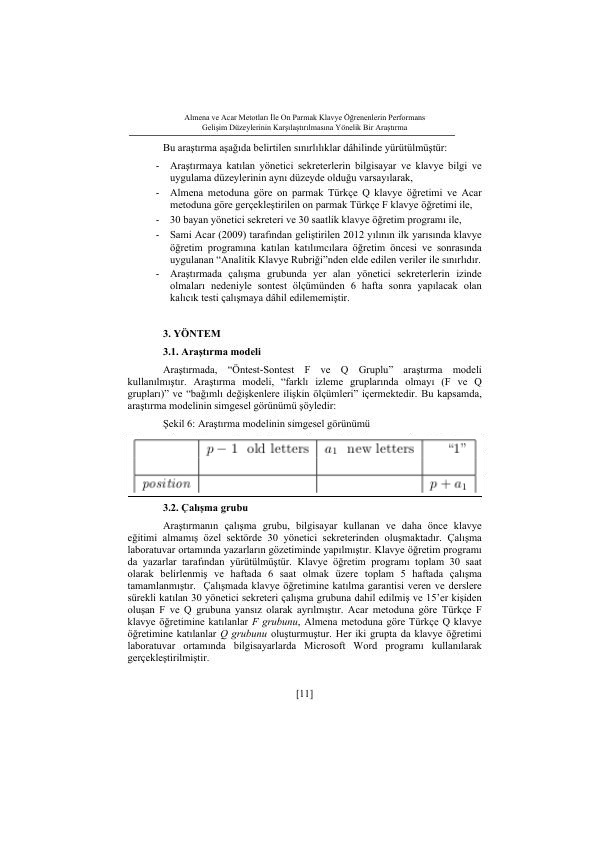 Almena ve Acar Metotları İle On Parmak Klavye Öğrenenlerin Performans
Gelişim Düzeylerinin Karşılaştırılmasına Yönelik Bir Araştırma
Bu araştırma aşağıda belirtilen sınırlılıklar dâhilinde yürütülmüştür:
- Araştırmaya katılan yönetici sekreterlerin bilgisayar ve klavye bilgi ve
uygulama düzeylerinin aynı düzeyde olduğu varsayılarak,
- Almena metoduna göre on parmak Türkçe Q klavye öğretimi ve Acar
metoduna göre gerçekleştirilen on parmak Türkçe F klavye öğretimi ile,
- 30 bayan yönetici sekreteri ve 30 saatlik klavye öğretim programı ile,
- Sami Acar (2009) tarafından geliştirilen 2012 yılının ilk yarısında klavye
öğretim programına katılan katılımcılara öğretim öncesi ve sonrasında
uygulanan “Analitik Klavye Rubriği”nden elde edilen veriler ile sınırlıdır.
- Araştırmada çalışma grubunda yer alan yönetici sekreterlerin izinde
olmaları nedeniyle sontest ölçümünden 6 hafta sonra yapılacak olan
kalıcık testi çalışmaya dâhil edilememiştir.
3. YÖNTEM
3.1. Araştırma modeli
Araştırmada, “Öntest-Sontest F ve Q Gruplu” araştırma modeli
kullanılmıştır. Araştırma modeli, “farklı izleme gruplarında olmayı (F ve Q
grupları)” ve “bağımlı değişkenlere ilişkin ölçümleri” içermektedir. Bu kapsamda,
araştırma modelinin simgesel görünümü şöyledir:
Şekil 6: Araştırma modelinin simgesel görünümü
p − 1 old letters a₁ new letters “1”
position p + a₁
3.2. Çalışma grubu
Araştırmanın çalışma grubu, bilgisayar kullanan ve daha önce klavye
eğitimi almamış özel sektörde 30 yönetici sekreterinden oluşmaktadır. Çalışma
laboratuvar ortamında yazarların gözetiminde yapılmıştır. Klavye öğretim programı
da yazarlar tarafından yürütülmüştür. Klavye öğretim programı toplam 30 saat
olarak belirlenmiş ve haftada 6 saat olmak üzere toplam 5 haftada çalışma
tamamlanmıştır. Çalışmada klavye öğretimine katılma garantisi veren ve derslere
sürekli katılan 30 yönetici sekreteri çalışma grubuna dahil edilmiş ve 15’er kişiden
oluşan F ve Q grubuna yansız olarak ayrılmıştır. Acar metoduna göre Türkçe F
klavye öğretimine katılanlar F grubunu, Almena metoduna göre Türkçe Q klavye
öğretimine katılanlar Q grubunu oluşturmuştur. Her iki grupta da klavye öğretimi
laboratuvar ortamında bilgisayarlarda Microsoft Word programı kullanılarak
gerçekleştirilmiştir.
[11]